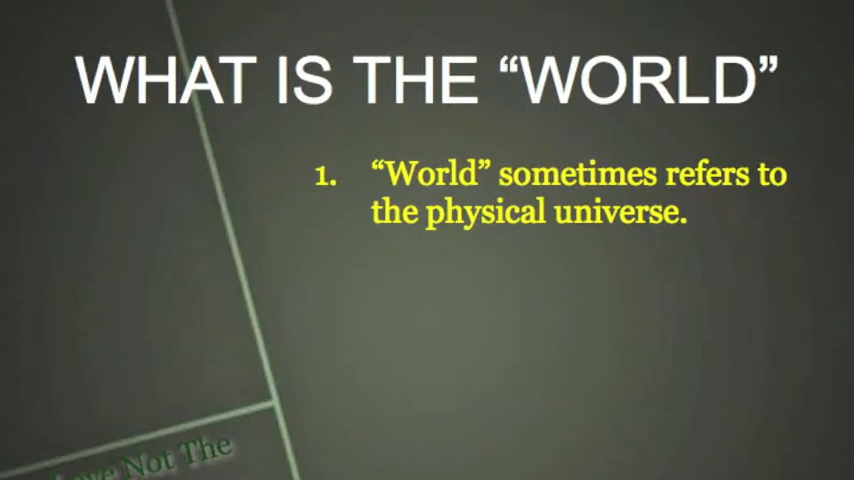 WHAT IS THE “WORLD”
1. “World” sometimes refers to
the physical universe.
Not The